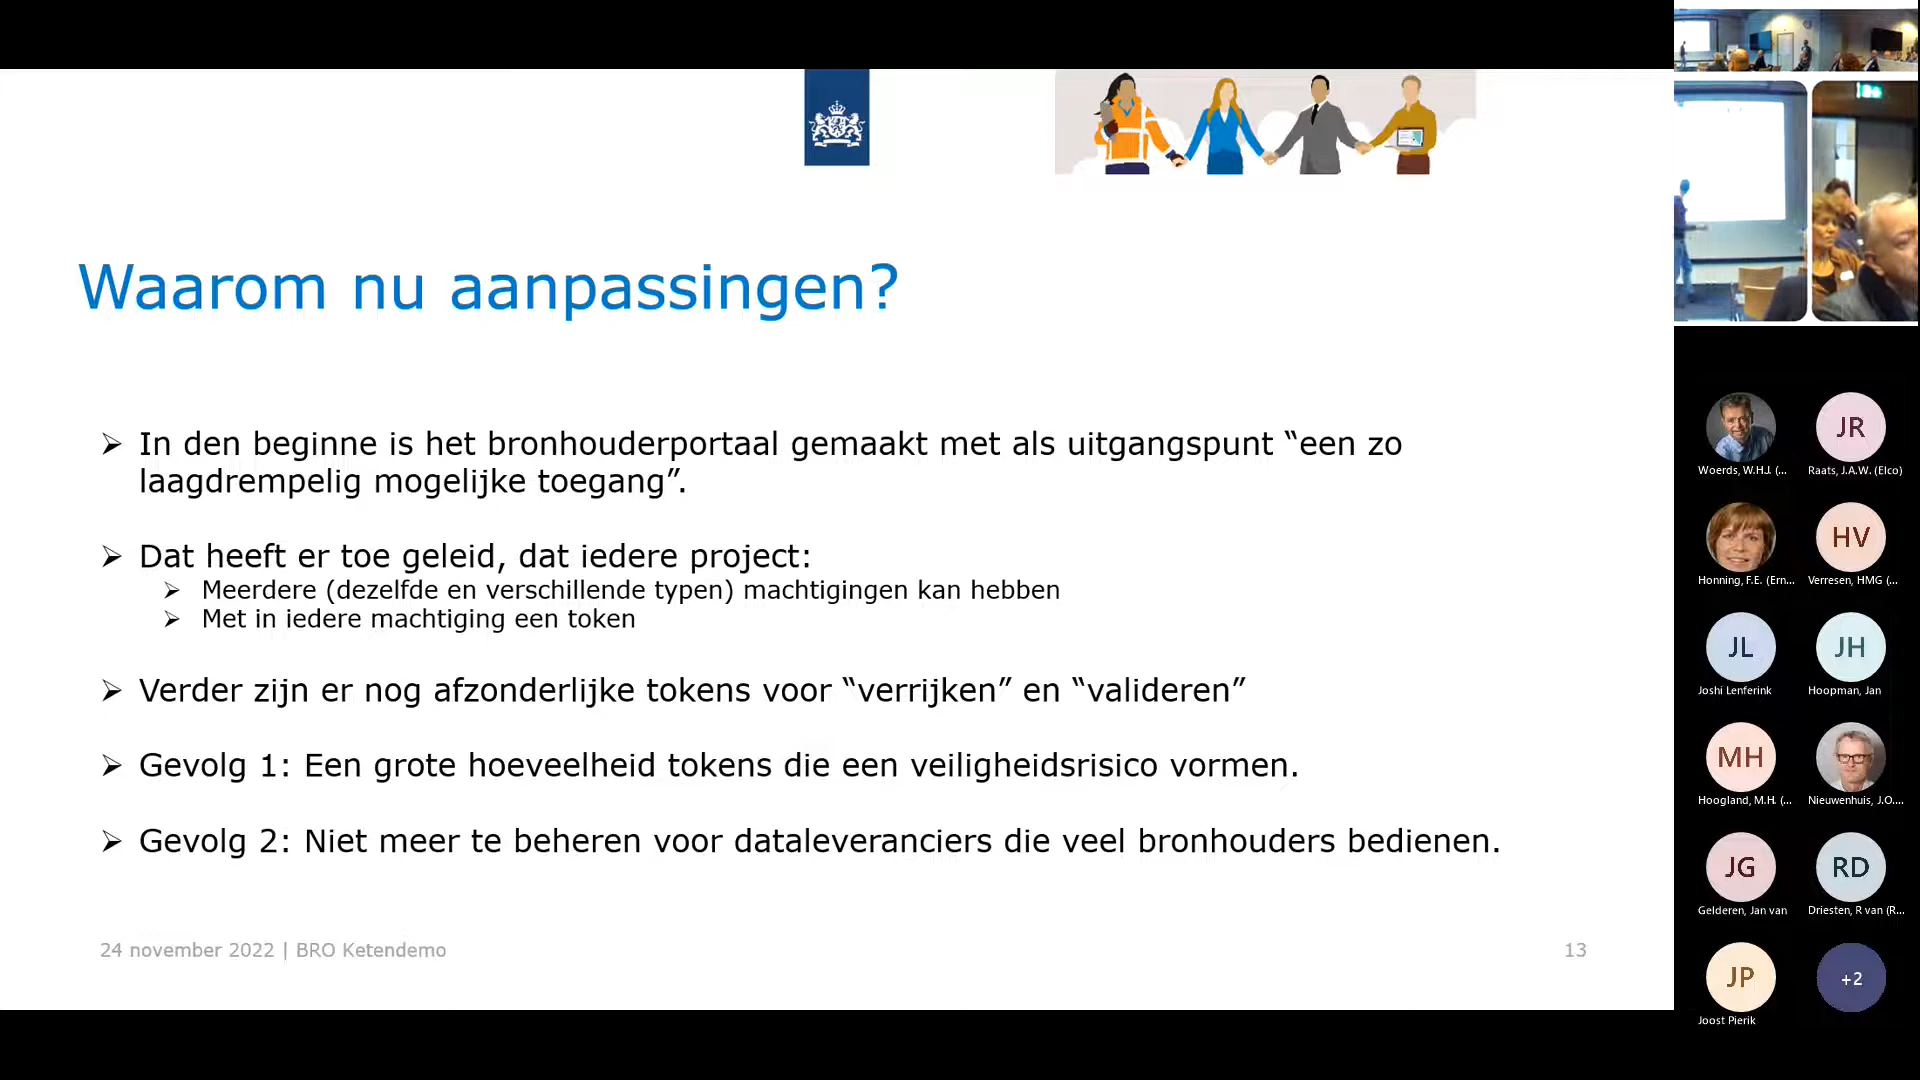 Waarom nu aanpassingen?
In den beginne is het bronhouderportaal gemaakt met als uitgangspunt “een zo
laagdrempelig mogelijke toegang”.
Dat heeft er toe geleid, dat iedere project:
Meerdere (dezelfde en verschillende typen) machtigingen kan hebben
Met in iedere machtiging een token
Verder zijn er nog afzonderlijke tokens voor “verrijken” en “valideren”
Gevolg 1: Een grote hoeveelheid tokens die een veiligheidsrisico vormen.
Gevolg 2: Niet meer te beheren voor dataleveranciers die veel bronhouders bedienen.
24 november 2022 | BRO Ketendemo
13
Woerds, W.H.J. (...
JR
Raats, J.A.W. (Elco)
Honning, F.E. (Ern...
HV
Verresen, HMG (...
JL
Joshi Lenferink
JH
Hoopman, Jan
MH
Hoogland, M.H. (...
Nieuwenhuis, J.O....
JG
Gelderen, Jan van
RD
Driesten, R van (R...
JP
Joost Pierik
+2